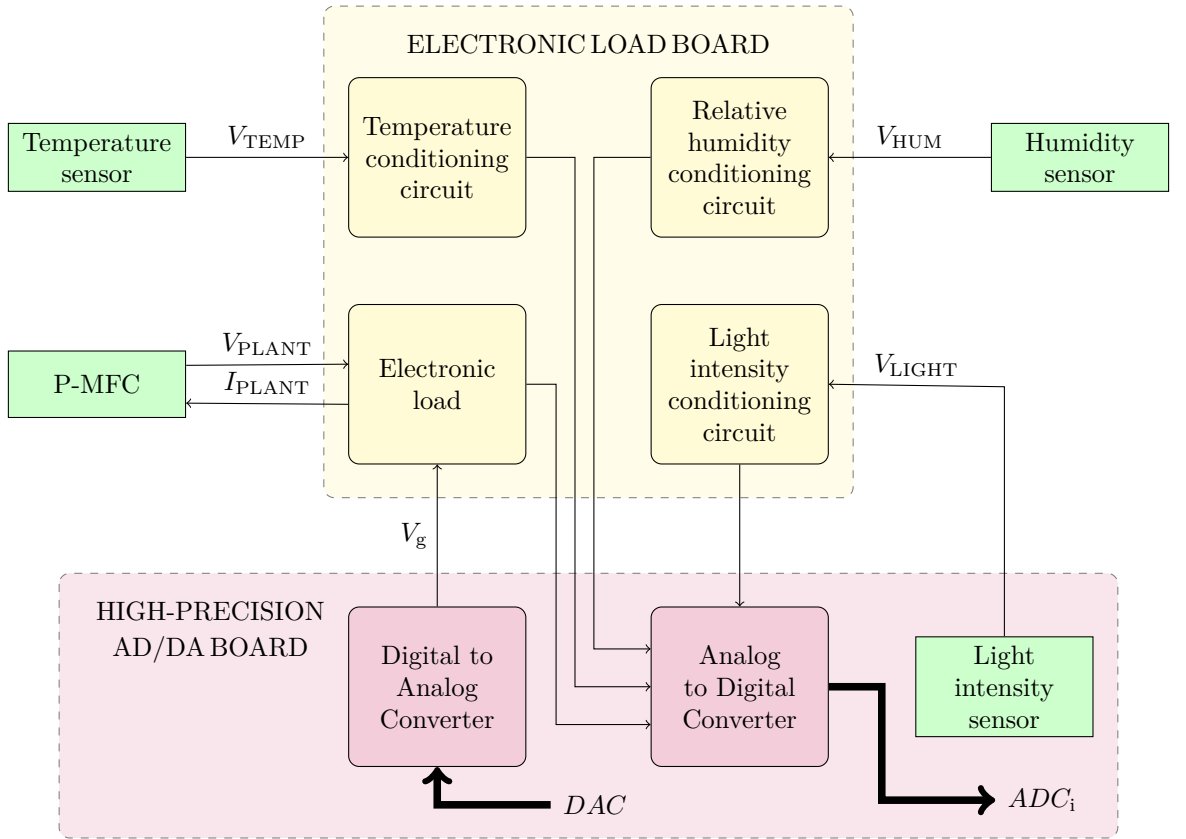 ELECTRONIC LOAD BOARD
Temperature
sensor
V_TEMP
Temperature
conditioning
circuit
Relative
humidity
conditioning
circuit
V_HUM
Humidity
sensor
P-MFC
V_PLANT
I_PLANT
Electronic
load
Light
intensity
conditioning
circuit
V_LIGHT
V_g
HIGH-PRECISION
AD/DA BOARD
Digital to
Analog
Converter
Analog
to Digital
Converter
Light
intensity
sensor
DAC
ADC_i